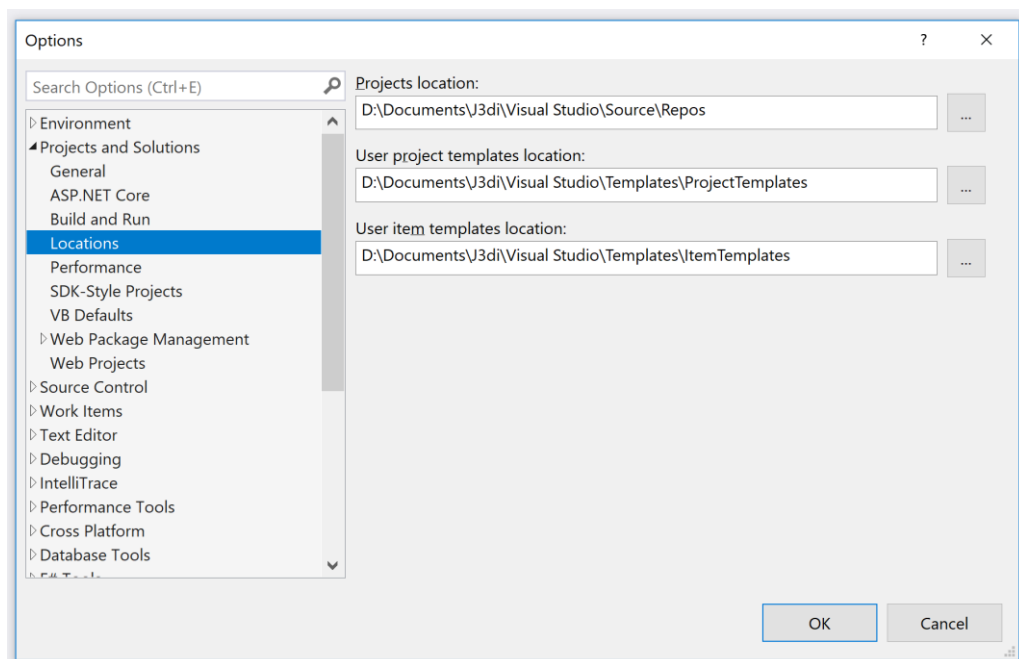 Options
?
Search Options (Ctrl+E)
Environment
Projects and Solutions
General
ASP.NET Core
Build and Run
Locations
Performance
SDK-Style Projects
VB Defaults
Web Package Management
Web Projects
Source Control
Work Items
Text Editor
Debugging
IntelliTrace
Performance Tools
Cross Platform
Database Tools
F# Tools
Projects location:
D:\Documents\J3di\Visual Studio\Source\Repos
...
User project templates location:
D:\Documents\J3di\Visual Studio\Templates\ProjectTemplates
...
User item templates location:
D:\Documents\J3di\Visual Studio\Templates\ItemTemplates
...
OK
Cancel